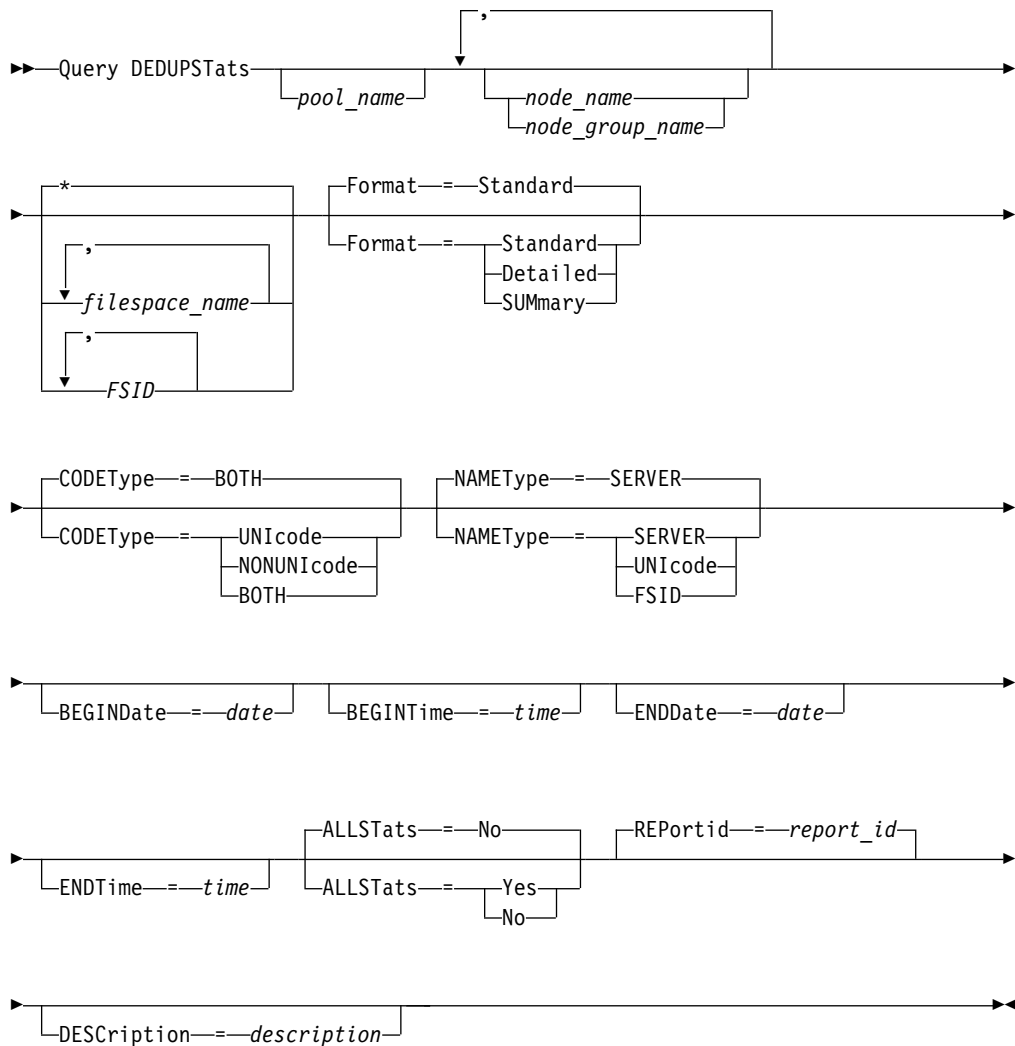 ,
Query DEDUPSTats
pool_name
node_name
node_group_name
*
,
filespace_name
,
FSID
Format = Standard
Format = Standard
Detailed
SUMmary
CODEType = BOTH
CODEType = UNIcode
NONUNIcode
BOTH
NAMEType = SERVER
NAMEType = SERVER
UNIcode
FSID
BEGINDate = date
BEGINTime = time
ENDDate = date
ENDTime = time
ALLSTats = No
ALLSTats = Yes
No
REPortid = report_id
DESCription = description